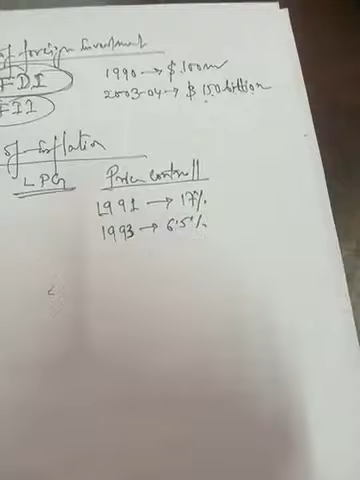 of foreign Investment
FDI 1990 → $ 100m
FII 2003-04 → $ 150 billion
of inflation
LPG Price controll
1991 → 17%
1993 → 6.5%